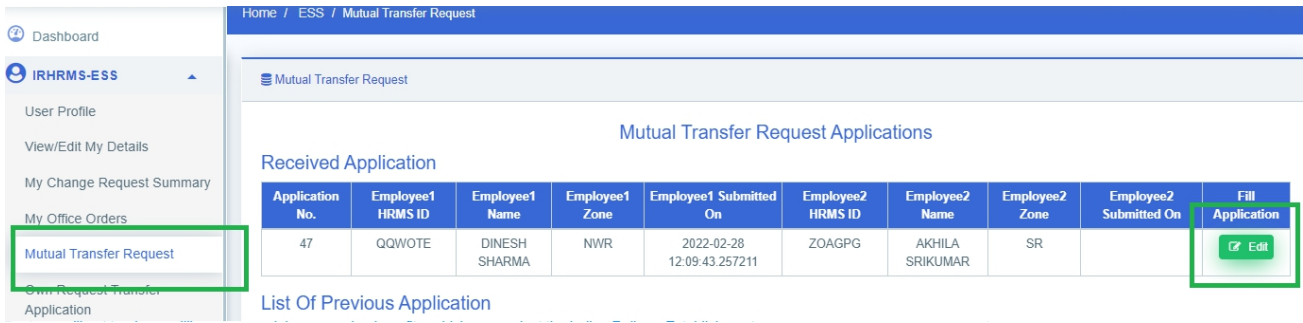 Home / ESS / Mutual Transfer Request
Dashboard
IRHRMS-ESS
User Profile
View/Edit My Details
My Change Request Summary
My Office Orders
Mutual Transfer Request
Own Request Transfer
Application
Mutual Transfer Request
Mutual Transfer Request Applications
Received Application
Application No. Employee1 HRMS ID Employee1 Name Employee1 Zone Employee1 Submitted On Employee2 HRMS ID Employee2 Name Employee2 Zone Employee2 Submitted On Fill Application
47 QQWOTE DINESH SHARMA NWR 2022-02-28 12:09:43.257211 ZOAGPG AKHILA SRIKUMAR SR Edit
List Of Previous Application